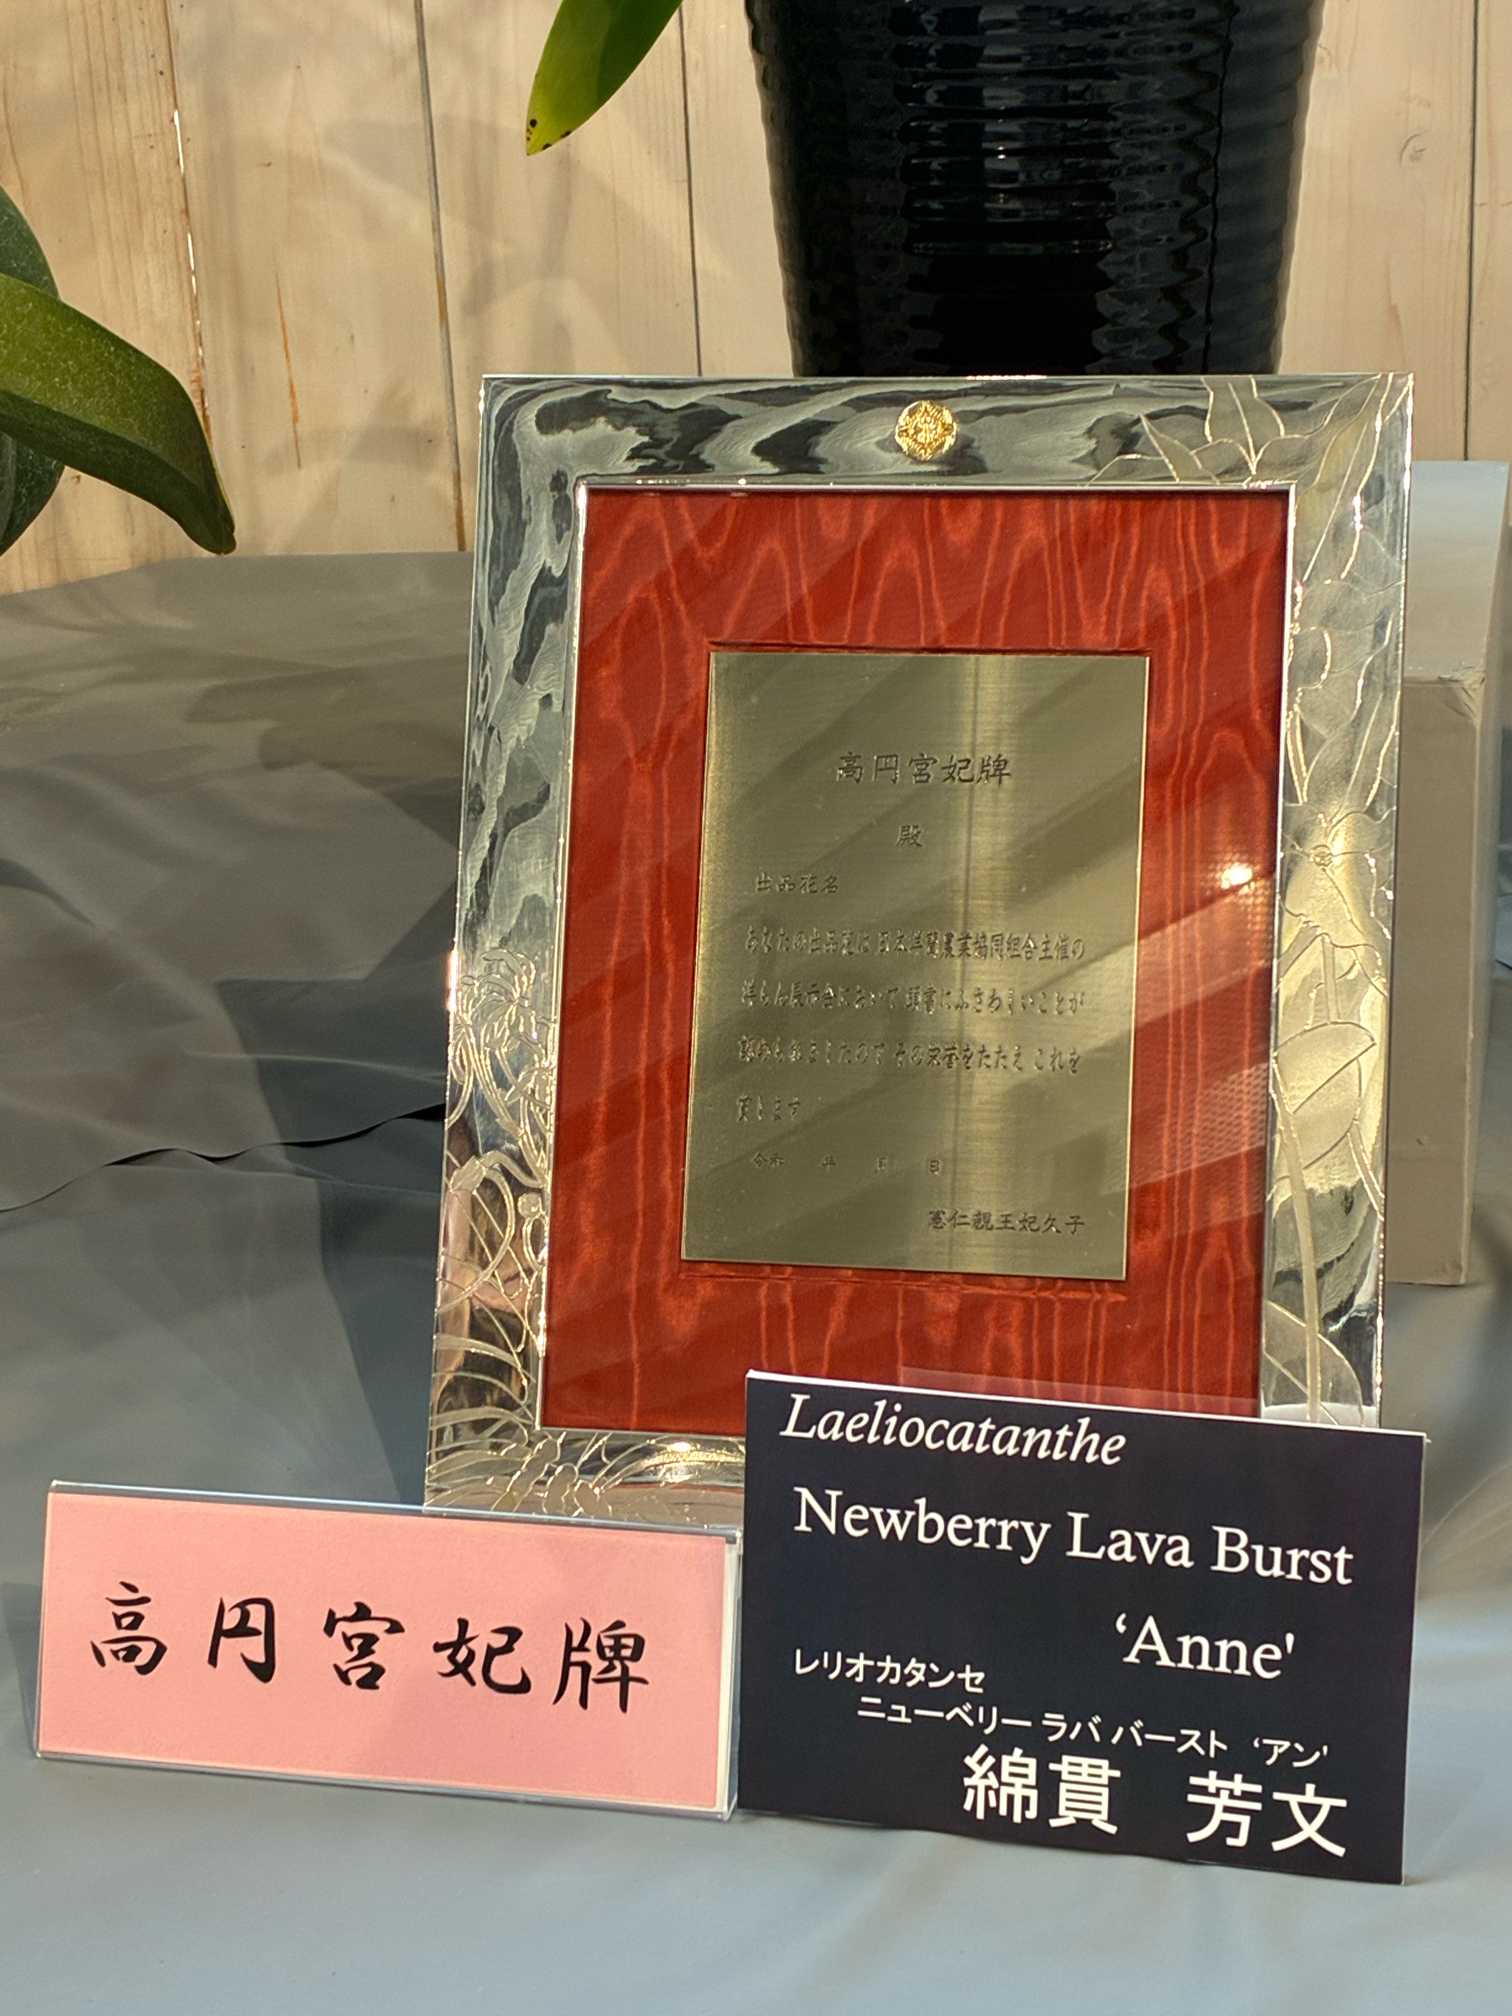 高円宮妃牌
殿
出品花名
あなたの出品花は日本洋蘭農業協同組合主催の
洋らん展示会において 頭書にふさわしいことが
認められましたので その栄誉をたたえ これを
賞します
令和 年 月 日
憲仁親王妃久子
高円宮妃牌
Laeliocatanthe
Newberry Lava Burst
‘Anne'
レリオカタンセ
ニューベリー ラバ バースト ‘アン'
綿貫 芳文